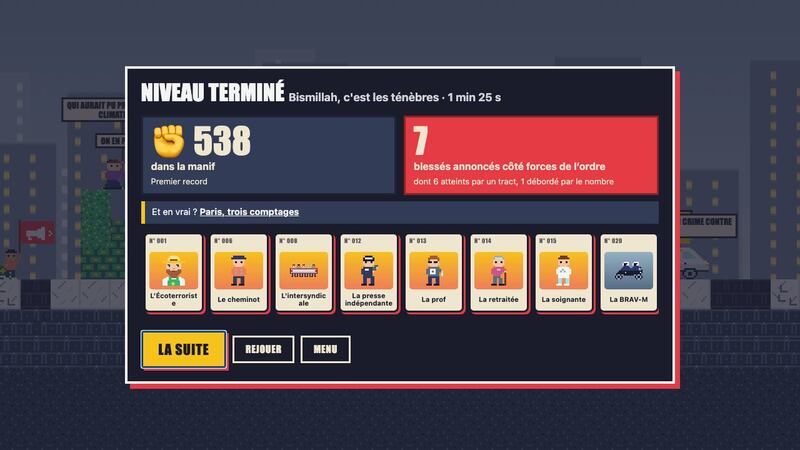 QUI AURAIT PU PR
CLIMAT
ON EN P
NIVEAU TERMINÉ Bismillah, c'est les ténèbres · 1 min 25 s
538
dans la manif
Premier record
7
blessés annoncés côté forces de l'ordre
dont 6 atteints par un tract, 1 débordé par le nombre
Et en vrai ? Paris, trois comptages
CRIME CONTRE
N° 001
N° 006
N° 008
N° 012
N° 013
N° 014
N° 015
N° 029
L'Écoterrorist
e
Le cheminot
L'intersyndic
ale
La presse
indépendante
La prof
La retraitée
La soignante
La BRAV-M
LA SUITE
REJOUER
MENU